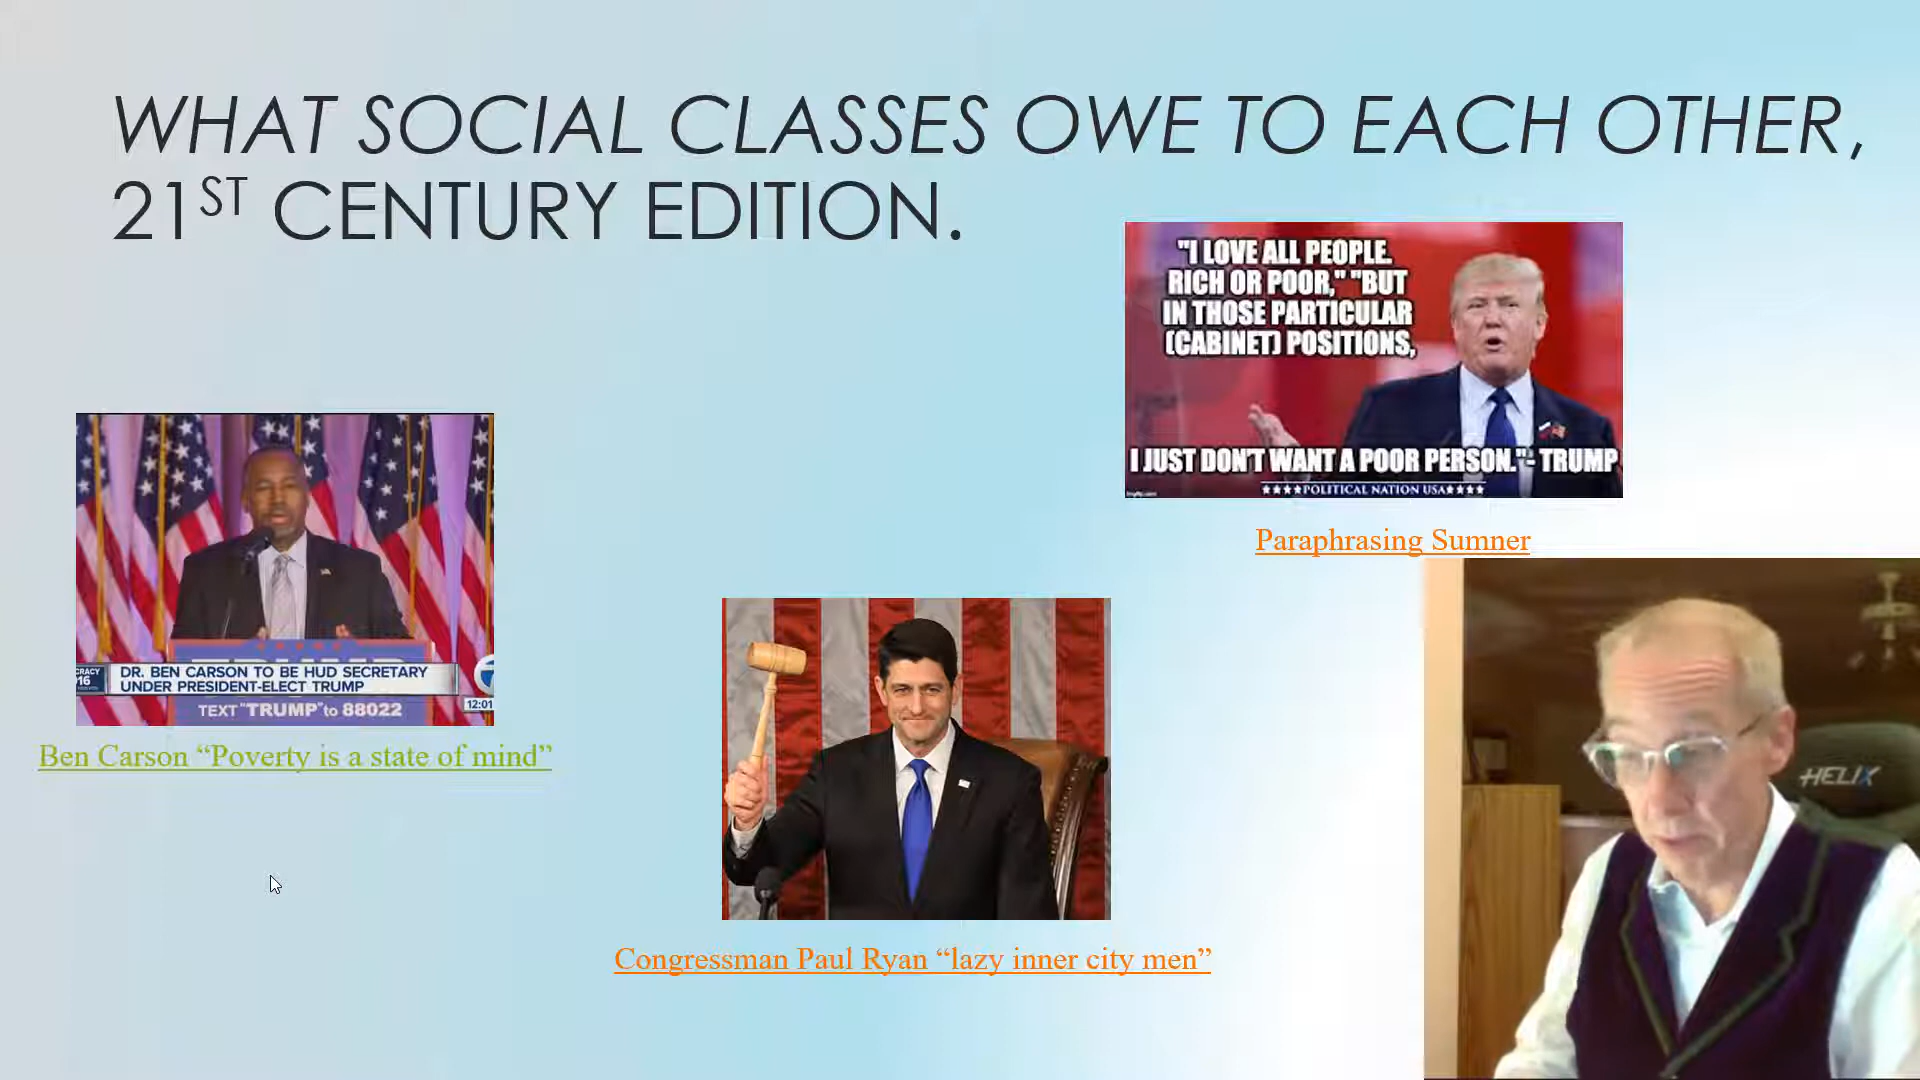 WHAT SOCIAL CLASSES OWE TO EACH OTHER,
21ST CENTURY EDITION.
"I LOVE ALL PEOPLE.
RICH OR POOR," "BUT
IN THOSE PARTICULAR
(CABINET) POSITIONS,
I JUST DON'T WANT A POOR PERSON."- TRUMP
★★★★POLITICAL NATION USA★★★★
imgflip.com
Paraphrasing Sumner
DR. BEN CARSON TO BE HUD SECRETARY
UNDER PRESIDENT-ELECT TRUMP
TEXT "TRUMP" to 88022
12:01
Ben Carson “Poverty is a state of mind”
Congressman Paul Ryan “lazy inner city men”
HELIX